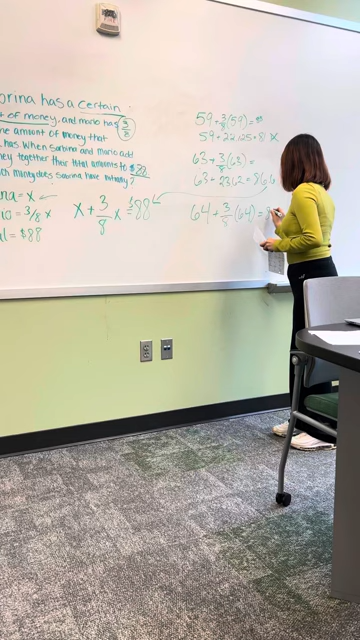 brina has a certain
of money, and mario has 3/8
he amount of money that
has. When Sabrina and Mario add
ney together their total amounts to $88
h money does Sabrina have initially?
na = x
io = 3/8 x
al = $88
x + 3/8 x = 88
59 + 3/8 (59) =
59 + 22.125 = 81 x
63 + 3/8 (63) =
63 + 23.62 = 86.6
64 + 3/8 (64) = 8